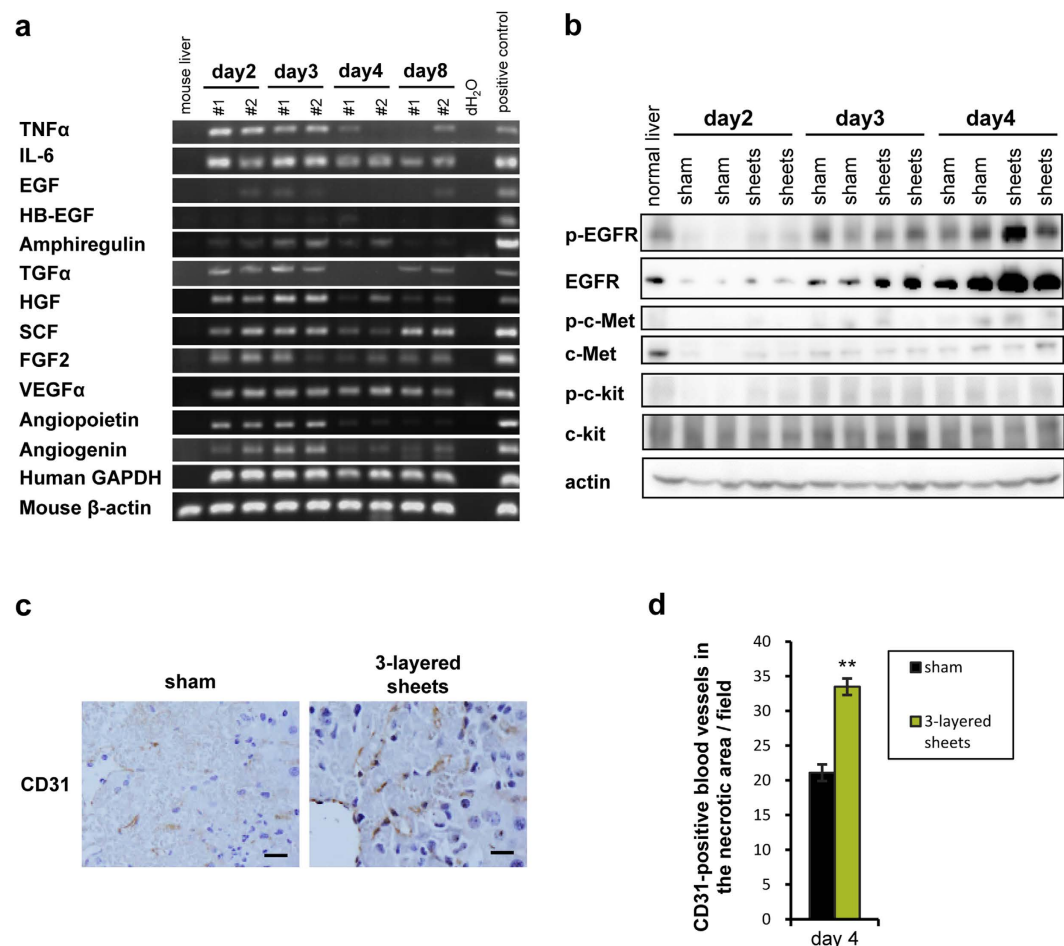 a
mouse liver
day2
day3
day4
day8
dH₂O
positive control
#1
#2
#1
#2
#1
#2
#1
#2
TNFα
IL-6
EGF
HB-EGF
Amphiregulin
TGFα
HGF
SCF
FGF2
VEGFα
Angiopoietin
Angiogenin
Human GAPDH
Mouse β-actin
b
normal liver
day2
day3
day4
sham
sham
sheets
sheets
sham
sham
sheets
sheets
sham
sham
sheets
sheets
p-EGFR
EGFR
p-c-Met
c-Met
p-c-kit
c-kit
actin
c
sham
3-layered
sheets
CD31
d
CD31-positive blood vessels in
the necrotic area / field
40
35
30
25
20
15
10
5
0
**
day 4
sham
3-layered
sheets